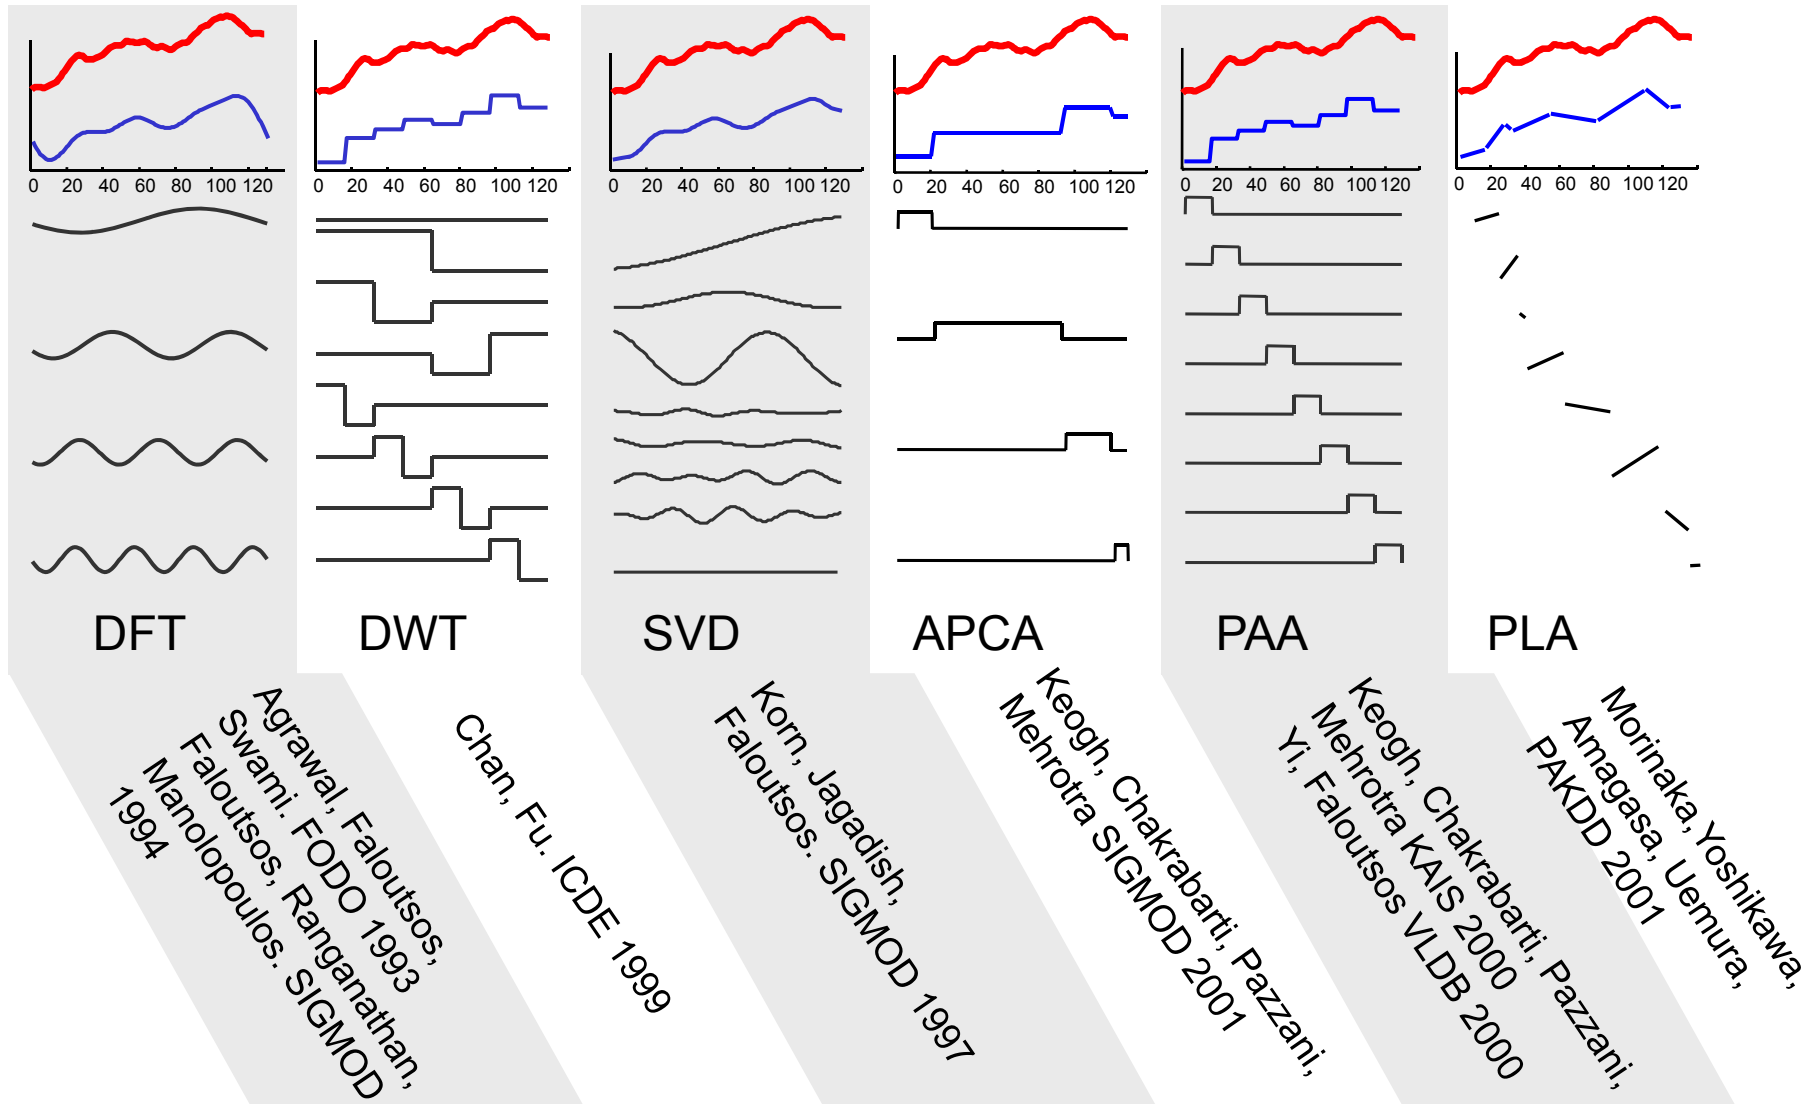 0 20 40 60 80 100 120
0 20 40 60 80 100 120
0 20 40 60 80 100 120
0 20 40 60 80 100 120
0 20 40 60 80 100 120
0 20 40 60 80 100 120
DFT
DWT
SVD
APCA
PAA
PLA
Agrawal, Faloutsos,
Swami. FODO 1993
Faloutsos, Ranganathan,
Manolopoulos. SIGMOD
1994
Chan, Fu. ICDE 1999
Korn, Jagadish,
Faloutsos. SIGMOD 1997
Keogh, Chakrabarti, Pazzani,
Mehrotra SIGMOD 2001
Keogh, Chakrabarti, Pazzani,
Mehrotra KAIS 2000
Yi, Faloutsos VLDB 2000
Morinaka, Yoshikawa,
Amagasa, Uemura,
PAKDD 2001